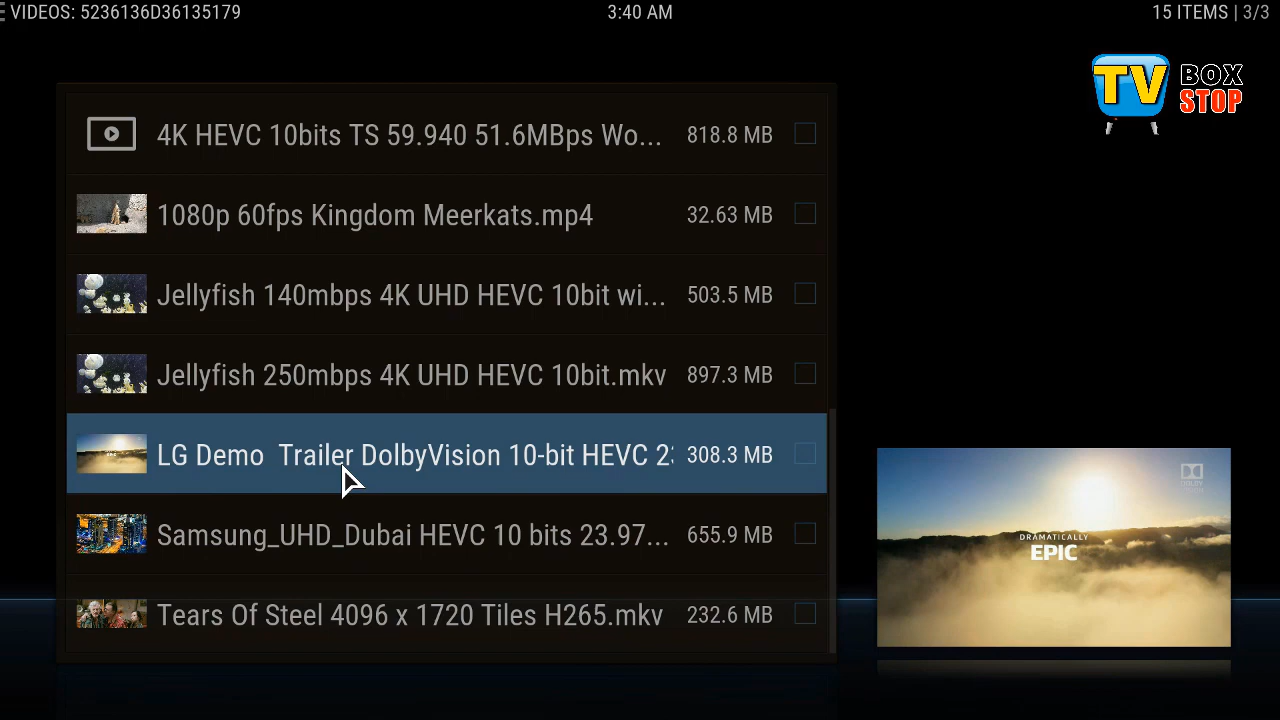 VIDEOS: 5236136D36135179
3:40 AM
15 ITEMS | 3/3
TV BOX
STOP
4K HEVC 10bits TS 59.940 51.6MBps Wo... 818.8 MB
1080p 60fps Kingdom Meerkats.mp4 32.63 MB
Jellyfish 140mbps 4K UHD HEVC 10bit wi... 503.5 MB
Jellyfish 250mbps 4K UHD HEVC 10bit.mkv 897.3 MB
LG Demo  Trailer DolbyVision 10-bit HEVC 2 308.3 MB
Samsung_UHD_Dubai HEVC 10 bits 23.97... 655.9 MB
Tears Of Steel 4096 x 1720 Tiles H265.mkv 232.6 MB
DOLBY
DRAMATICALLY
EPIC